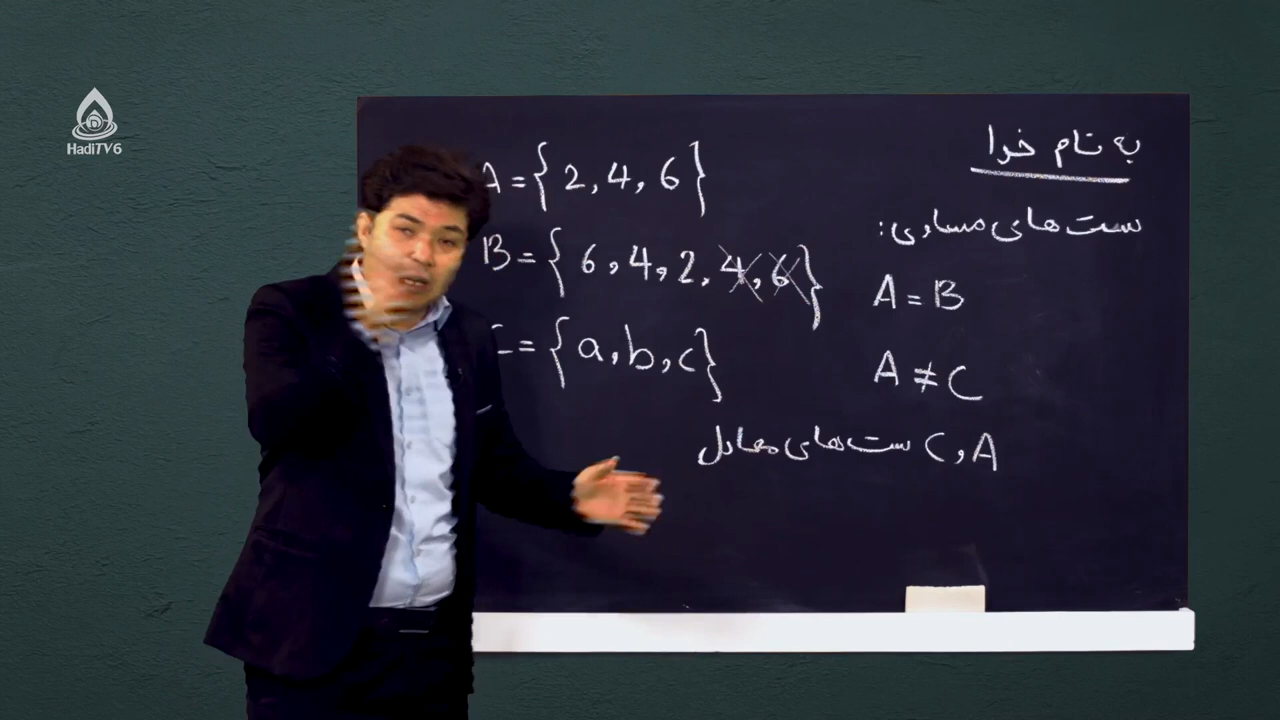 HadiTV6
به نام خدا
ست های مساوی:
A = {2, 4, 6}
B = {6, 4, 2, 4, 6}
C = {a, b, c}
A = B
A ≠ C
A و C ست های معادل